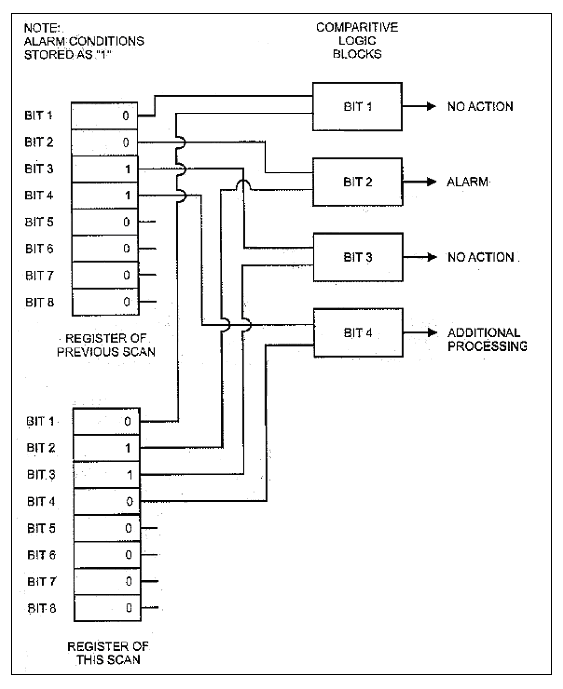 NOTE:
ALARM CONDITIONS
STORED AS "1"
COMPARITIVE
LOGIC
BLOCKS
BIT 1 0
BIT 2 0
BIT 3 1
BIT 4 1
BIT 5 0
BIT 6 0
BIT 7 0
BIT 8 0
REGISTER OF
PREVIOUS SCAN
BIT 1 NO ACTION
BIT 2 ALARM
BIT 3 NO ACTION
BIT 4 ADDITIONAL
PROCESSING
BIT 1 0
BIT 2 1
BIT 3 1
BIT 4 0
BIT 5 0
BIT 6 0
BIT 7 0
BIT 8 0
REGISTER OF
THIS SCAN